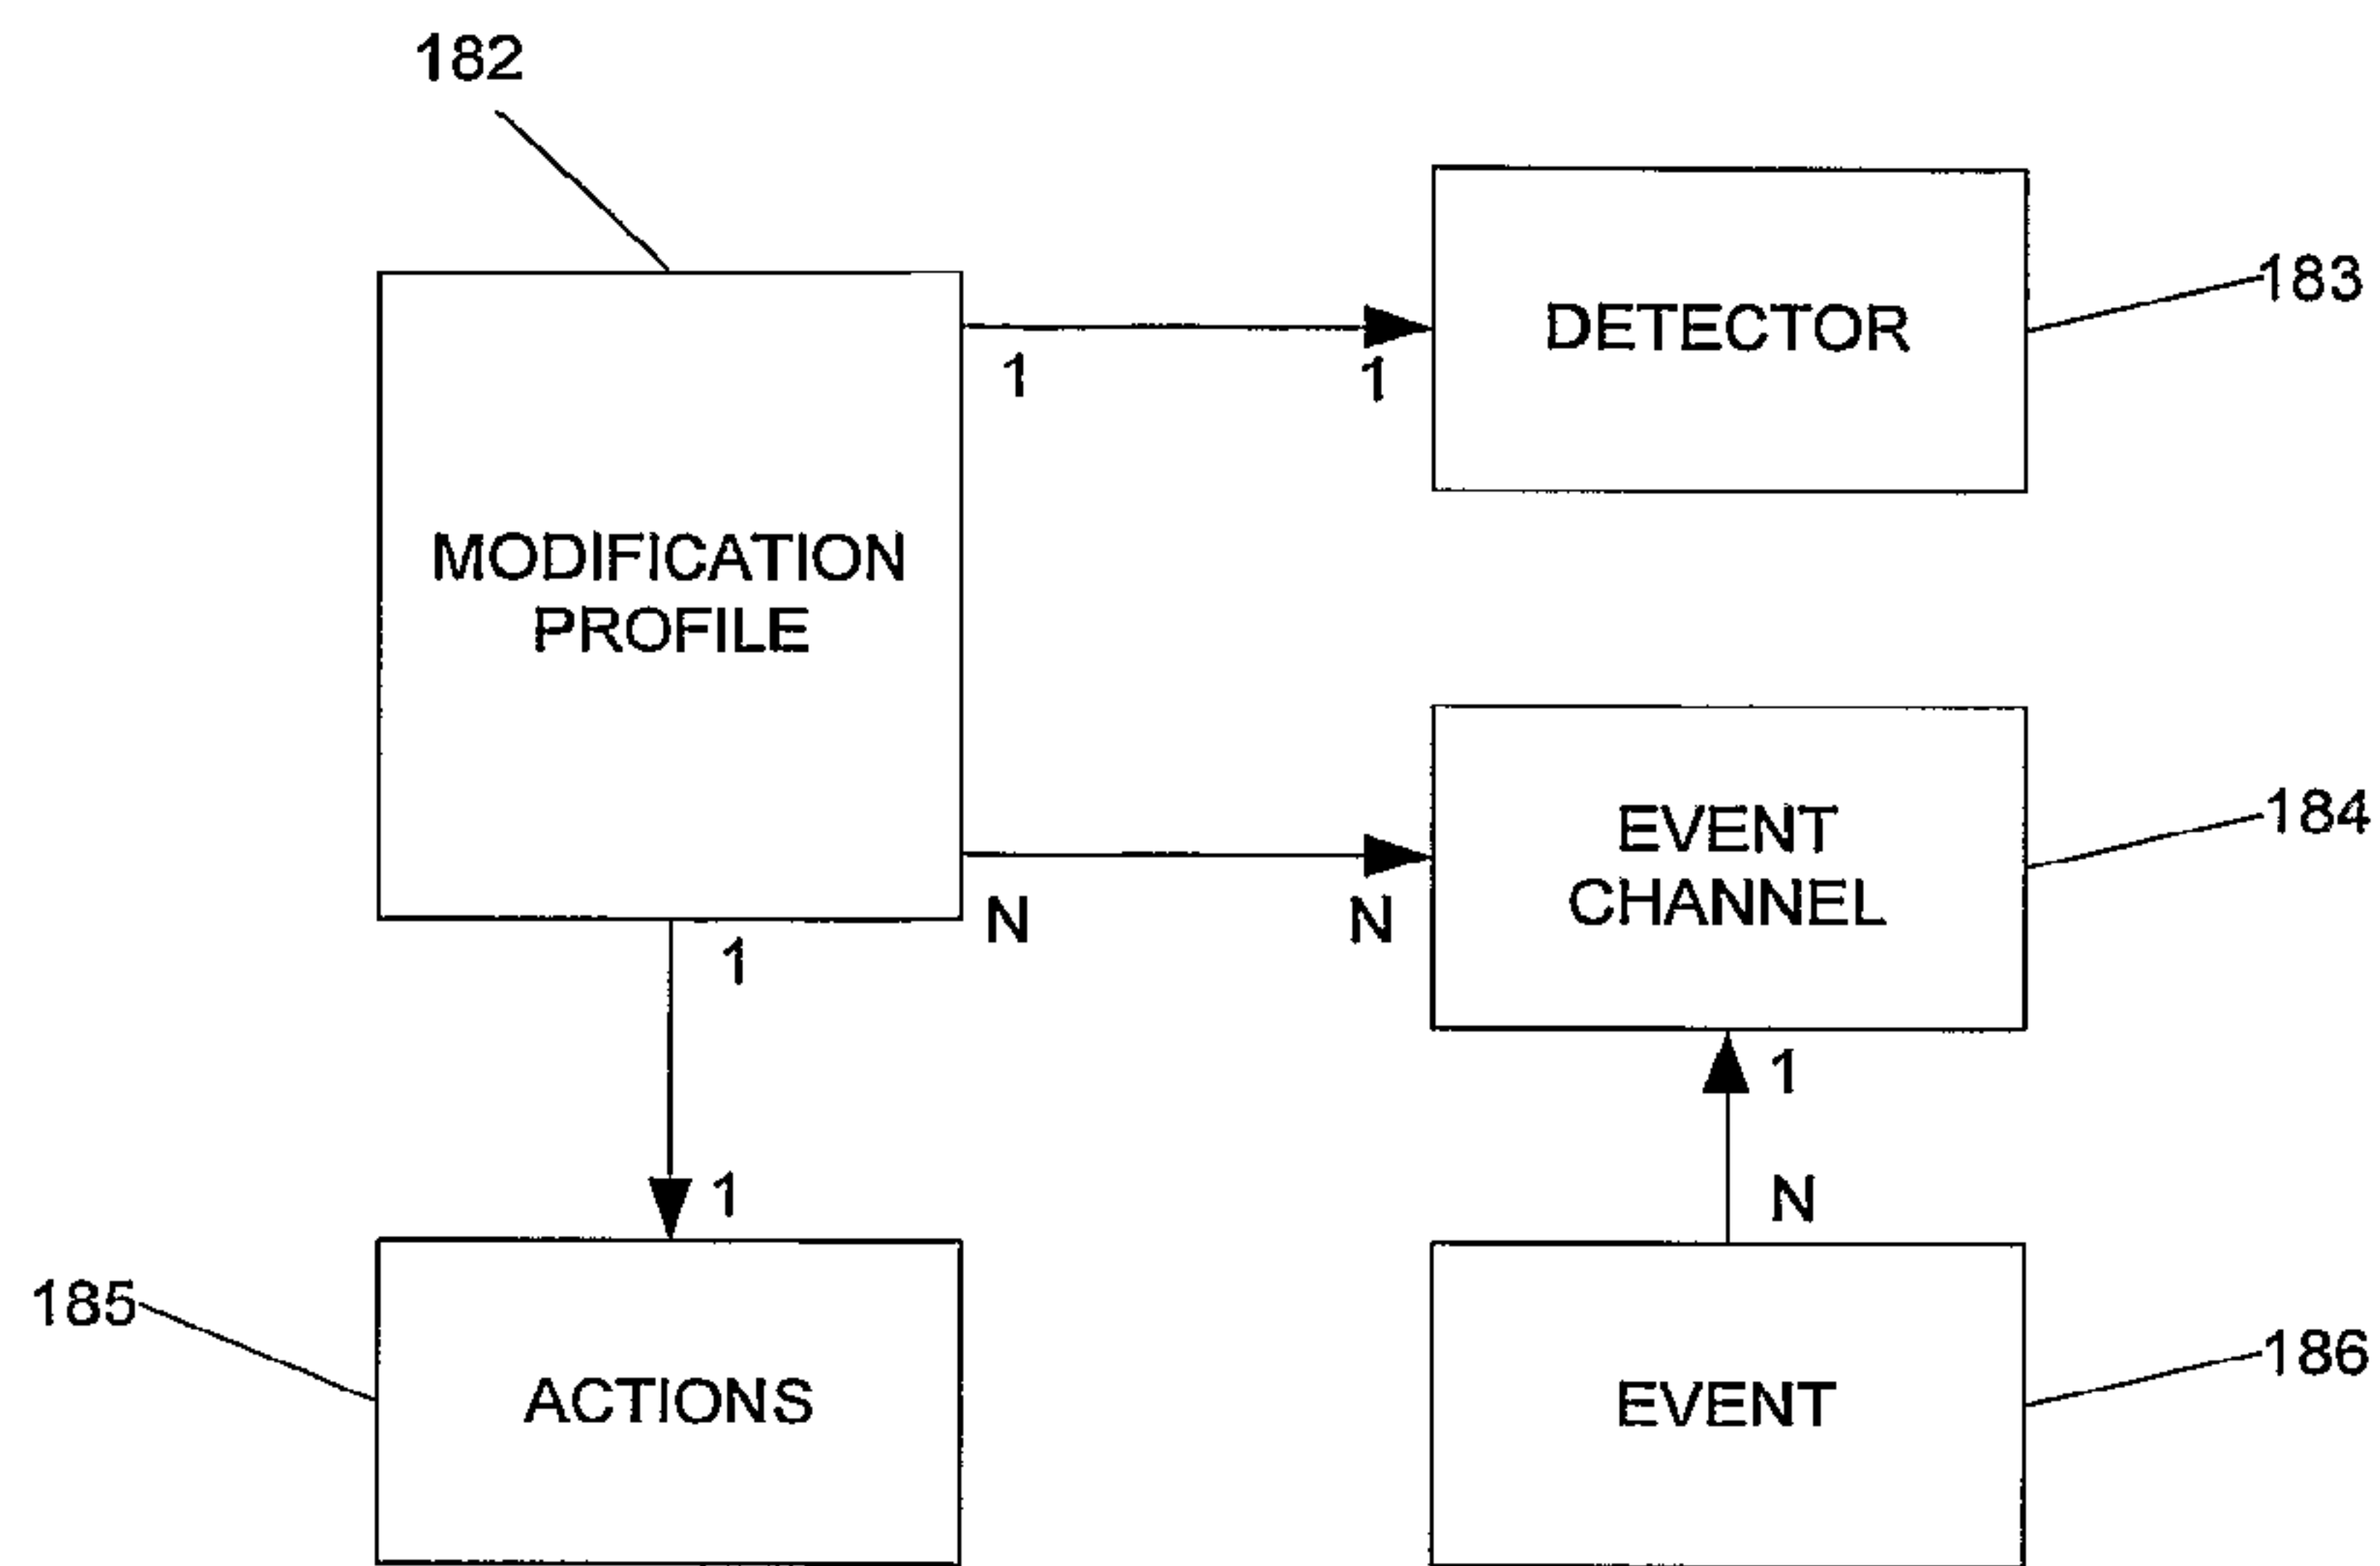 182
183
DETECTOR
1
1
MODIFICATION
PROFILE
184
EVENT
CHANNEL
N
N
1
1
1
N
185
186
ACTIONS
EVENT